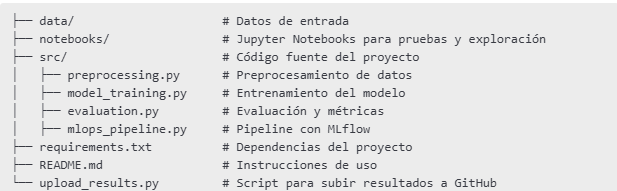 ├── data/                  # Datos de entrada
├── notebooks/             # Jupyter Notebooks para pruebas y exploración
├── src/                   # Código fuente del proyecto
│   ├── preprocessing.py   # Preprocesamiento de datos
│   ├── model_training.py  # Entrenamiento del modelo
│   ├── evaluation.py      # Evaluación y métricas
│   ├── mlops_pipeline.py  # Pipeline con MLflow
├── requirements.txt       # Dependencias del proyecto
├── README.md              # Instrucciones de uso
└── upload_results.py      # Script para subir resultados a GitHub